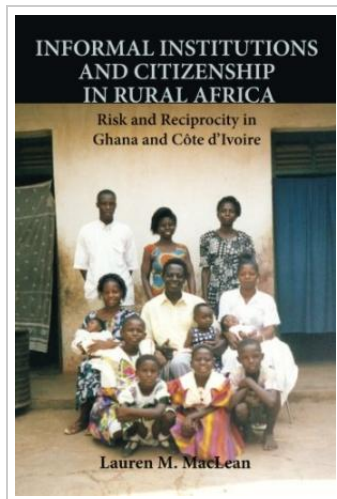 INFORMAL INSTITUTIONS
AND CITIZENSHIP
IN RURAL AFRICA
Risk and Reciprocity in
Ghana and Côte d'Ivoire
Lauren M. MacLean